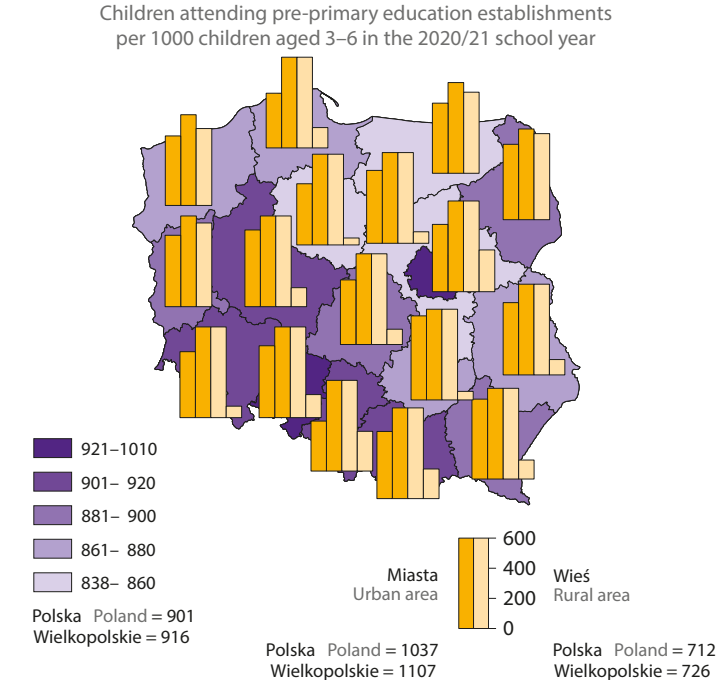 Children attending pre-primary education establishments
per 1000 children aged 3–6 in the 2020/21 school year
921–1010
901– 920
881– 900
861– 880
838– 860
Polska Poland = 901
Wielkopolskie = 916
Miasta
Urban area
600
400
200
0
Wieś
Rural area
Polska Poland = 1037
Wielkopolskie = 1107
Polska Poland = 712
Wielkopolskie = 726